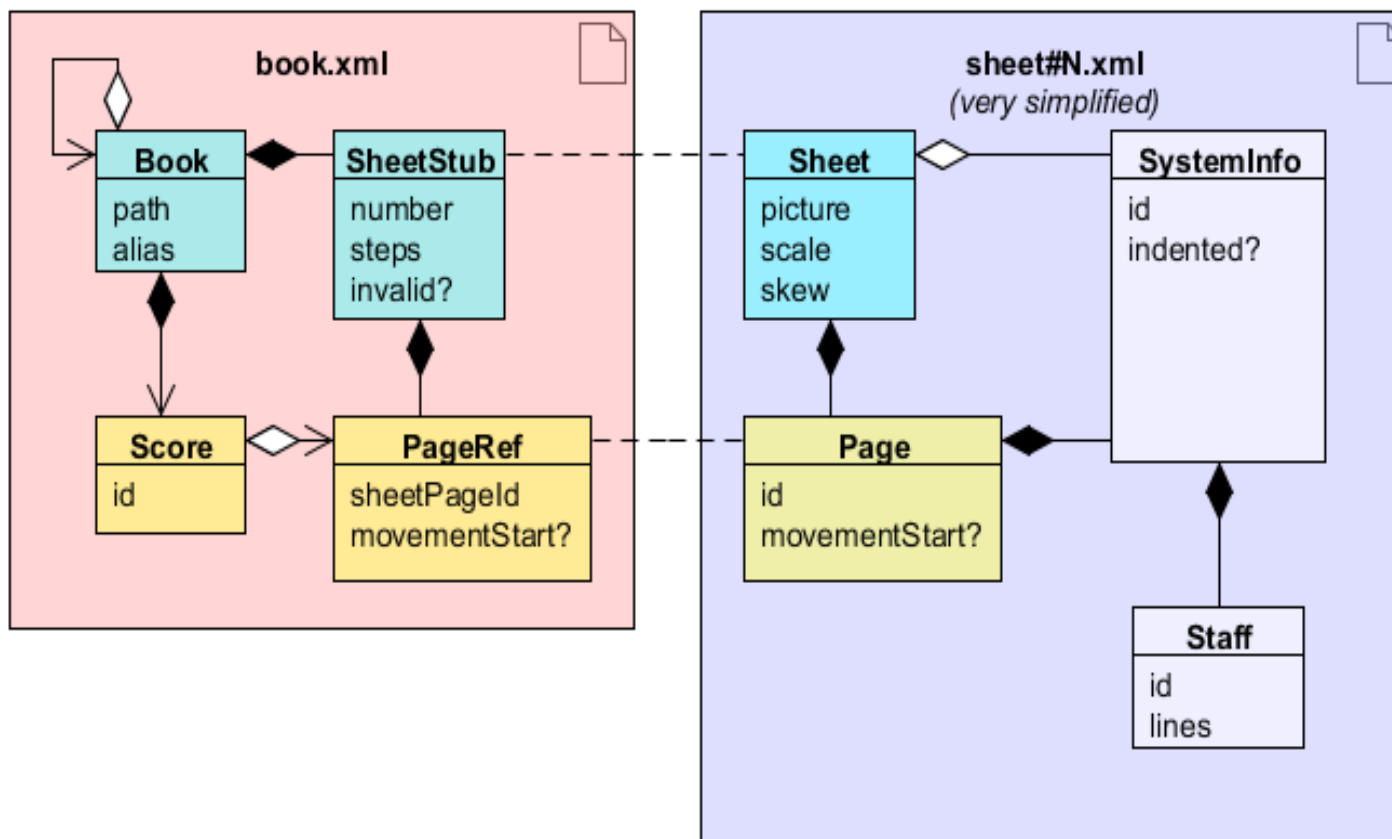 book.xml
Book
path
alias
SheetStub
number
steps
invalid?
Score
id
PageRef
sheetPageId
movementStart?
sheet#N.xml
(very simplified)
Sheet
picture
scale
skew
SystemInfo
id
indented?
Page
id
movementStart?
Staff
id
lines